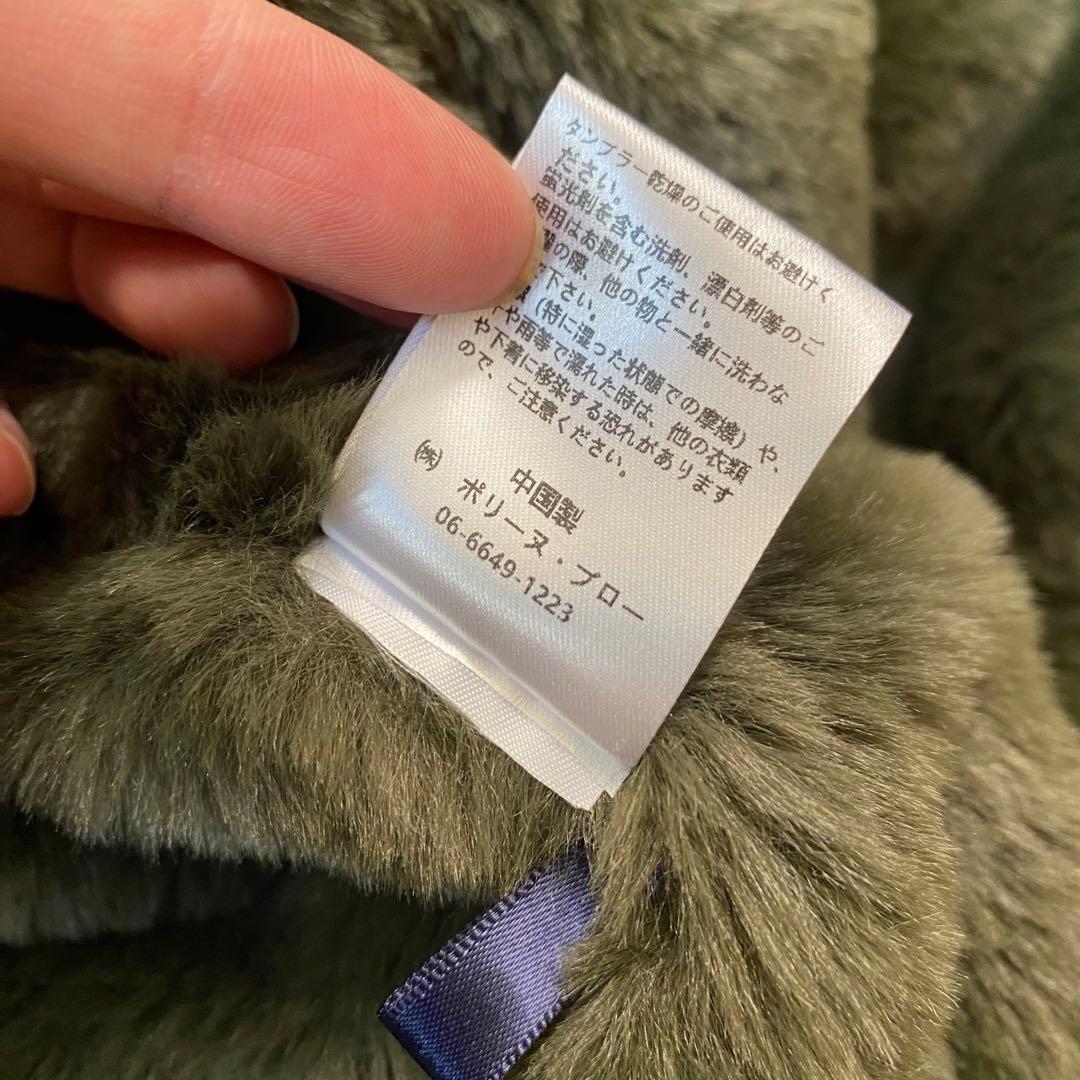 タンブラー乾燥のご使用はお避けく
ださい。
蛍光剤を含む洗剤、漂白剤等のご
使用はお避けください。
の際、他の物と一緒に洗わな
下さい。
（特に湿った状態での摩擦）や、
や雨等で濡れた時は、他の衣類
や下着に移染する恐れがあります
ので、ご注意ください。
中国製
㈱ ポリーヌ・ブロー
06-6649-1223